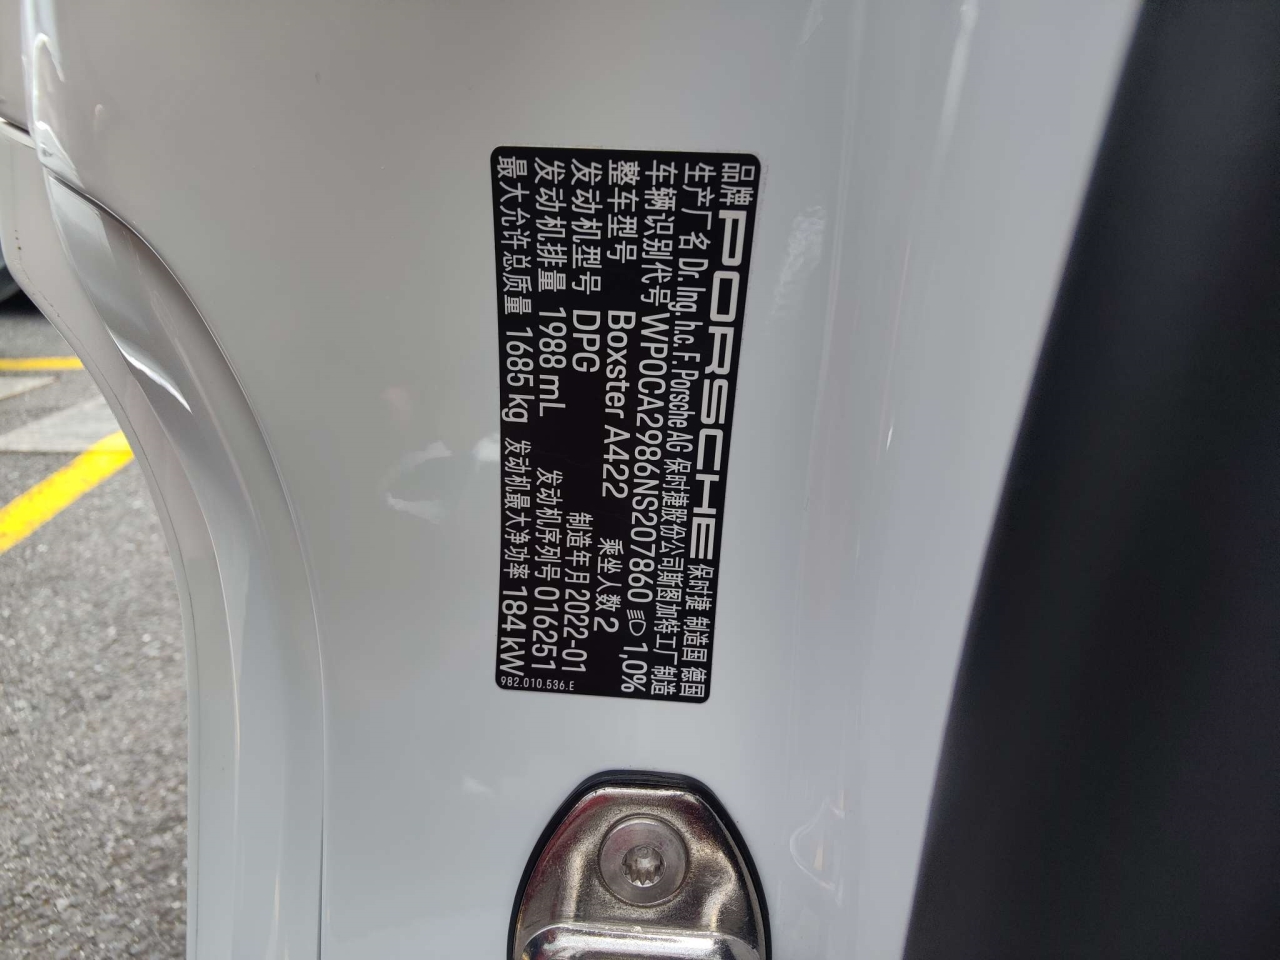 品牌 PORSCHE 保时捷 制造国 德国
生产厂名 Dr. Ing. h.c. F. Porsche AG 保时捷股份公司斯图加特工厂制造
车辆识别代号 WP0CA2986NS207860 1,0%
整车型号 Boxster A422 乘坐人数 2
发动机型号 DPG 制造年月 2022-01
发动机排量 1988 mL 发动机序列号 016251
最大允许总质量 1685 kg 发动机最大净功率 184 kW
982.010.536.E